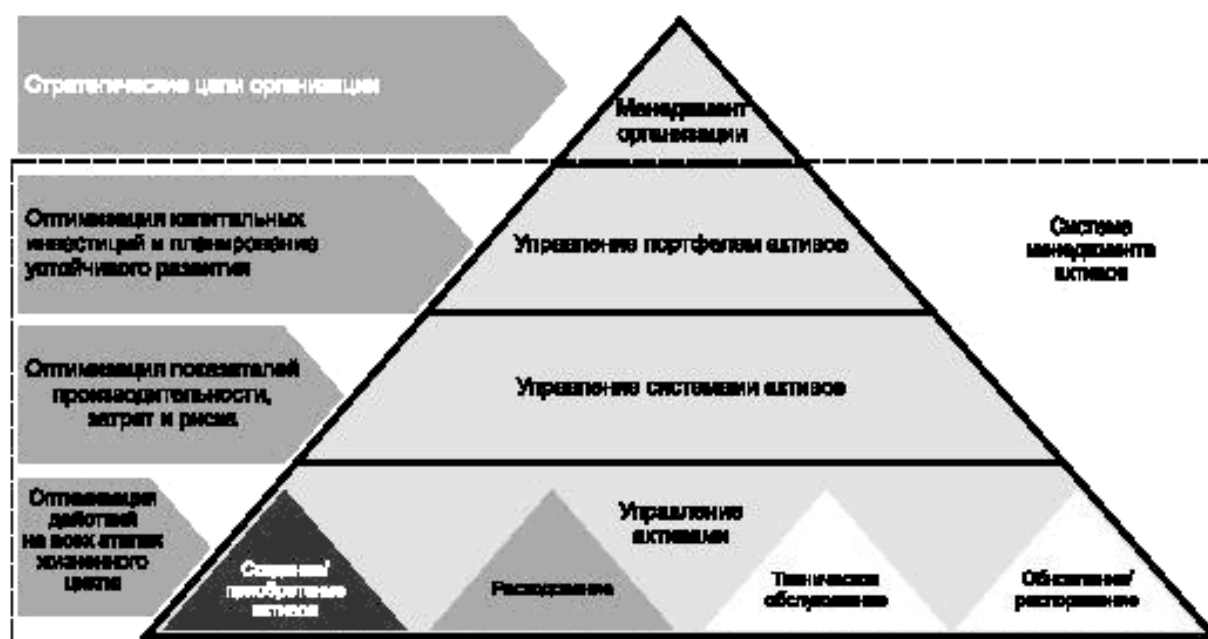 Стратегические цели организации
Менеджмент
организации
Оптимизация капитальных
инвестиций и планирование
устойчивого развития
Управление портфелем активов
Система
менеджмента
активов
Оптимизация показателей
производительности,
затрат и риска
Управление системами активов
Оптимизация
действий
на всех этапах
жизненного
цикла
Управление
активами
Создание/
приобретение
активов
Расходование
Техническое
обслуживание
Обновление/